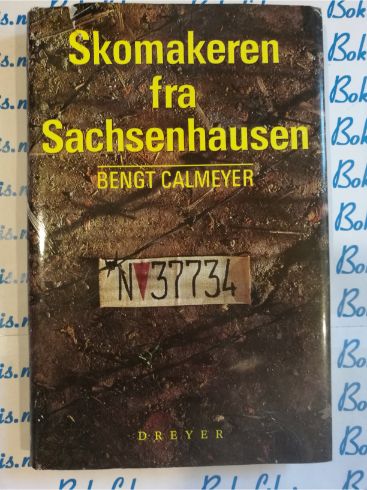 Skomakeren
fra
Sachsenhausen
BENGT CALMEYER
N 37734
DREYER